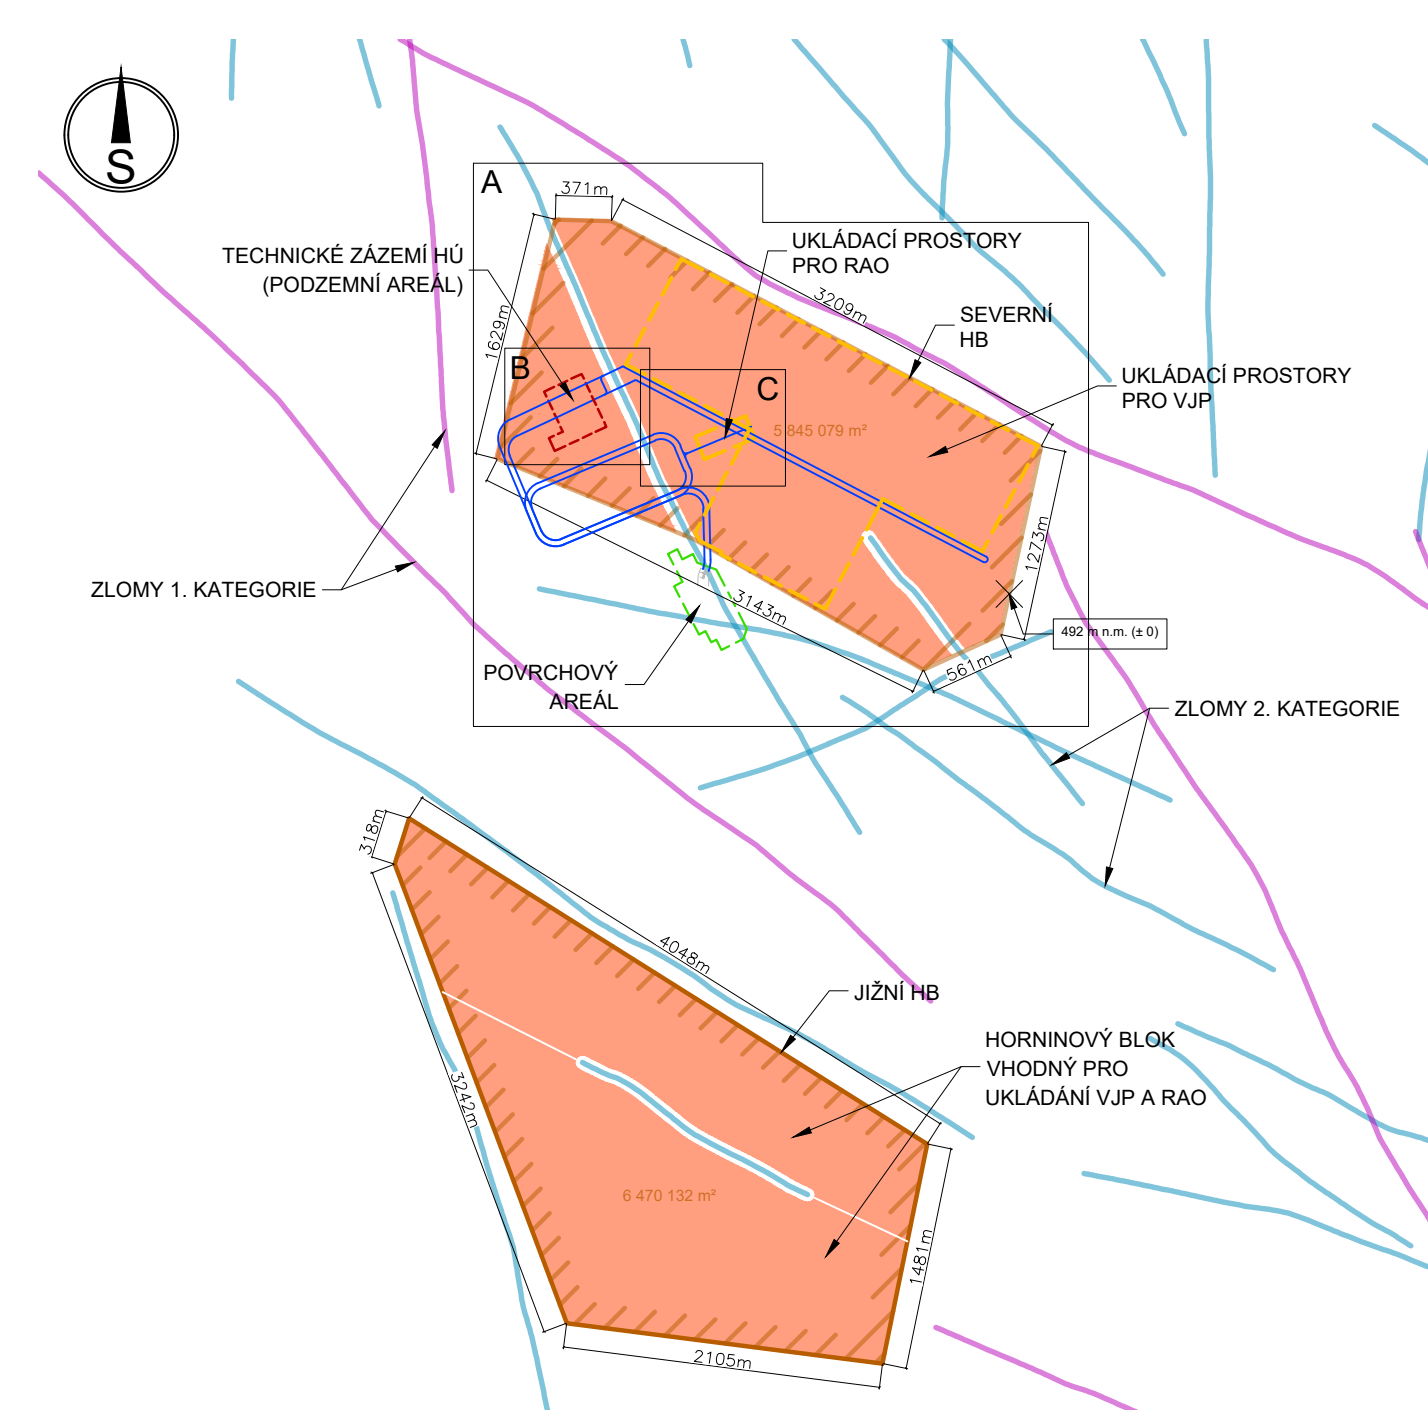 S
A
371m
TECHNICKÉ ZÁZEMÍ HÚ
(PODZEMNÍ AREÁL)
UKLÁDACÍ PROSTORY
PRO RAO
3209m
SEVERNÍ
HB
1629m
B
C
UKLÁDACÍ PROSTORY
PRO VJP
5 845 079 m²
1273m
ZLOMY 1. KATEGORIE
3143m
492 m n.m. (± 0)
561m
POVRCHOVÝ
AREÁL
ZLOMY 2. KATEGORIE
318m
4048m
JIŽNÍ HB
HORNINOVÝ BLOK
VHODNÝ PRO
UKLÁDÁNÍ VJP A RAO
3242m
6 470 132 m²
1481m
2105m